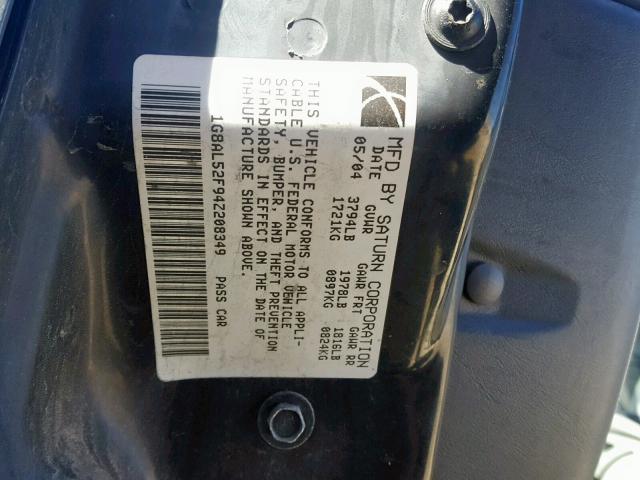 MFD BY SATURN CORPORATION
DATE GVWR GAWR FRT GAWR RR
05/04 3794LB 1978LB 1816LB
1721KG 0897KG 0824KG
THIS VEHICLE CONFORMS TO ALL APPLI-
CABLE U.S. FEDERAL MOTOR VEHICLE
SAFETY, BUMPER, AND THEFT PREVENTION
STANDARDS IN EFFECT ON THE DATE OF
MANUFACTURE SHOWN ABOVE.
1G8AL52F94Z208349 PASS CAR